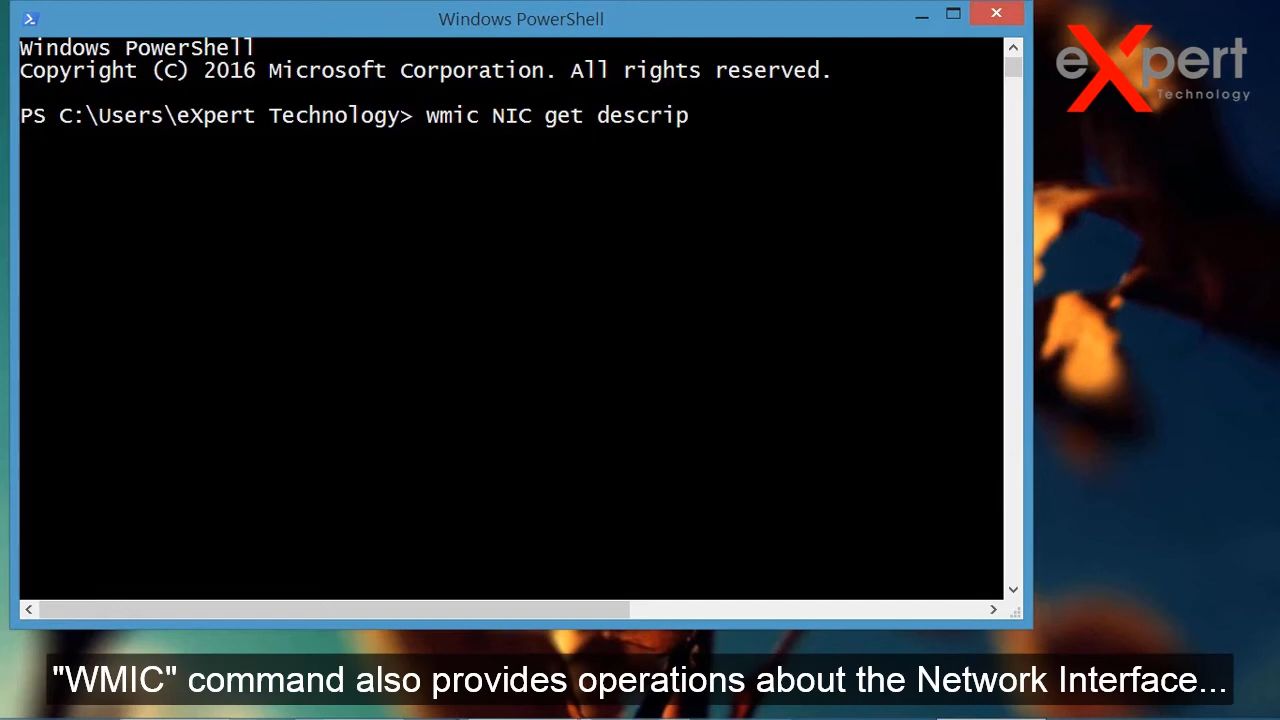 Windows PowerShell
eXpert
Technology
Windows PowerShell
Copyright (C) 2016 Microsoft Corporation. All rights reserved.
PS C:\Users\eXpert Technology> wmic NIC get descrip
"WMIC" command also provides operations about the Network Interface...